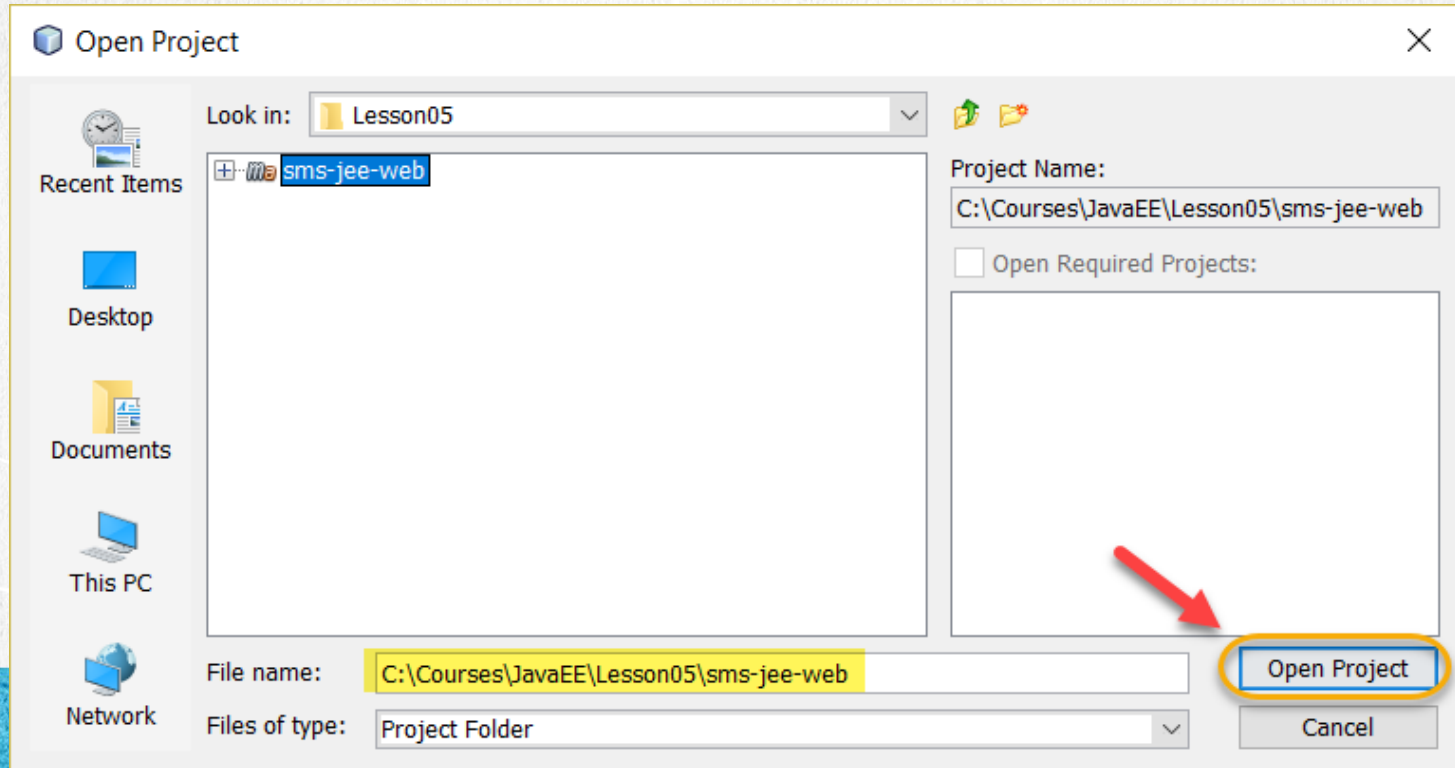 Open Project
Look in: Lesson05
Recent Items
Desktop
Documents
This PC
Network
sms-jee-web
Project Name:
C:\Courses\JavaEE\Lesson05\sms-jee-web
Open Required Projects:
File name: C:\Courses\JavaEE\Lesson05\sms-jee-web
Open Project
Files of type: Project Folder
Cancel